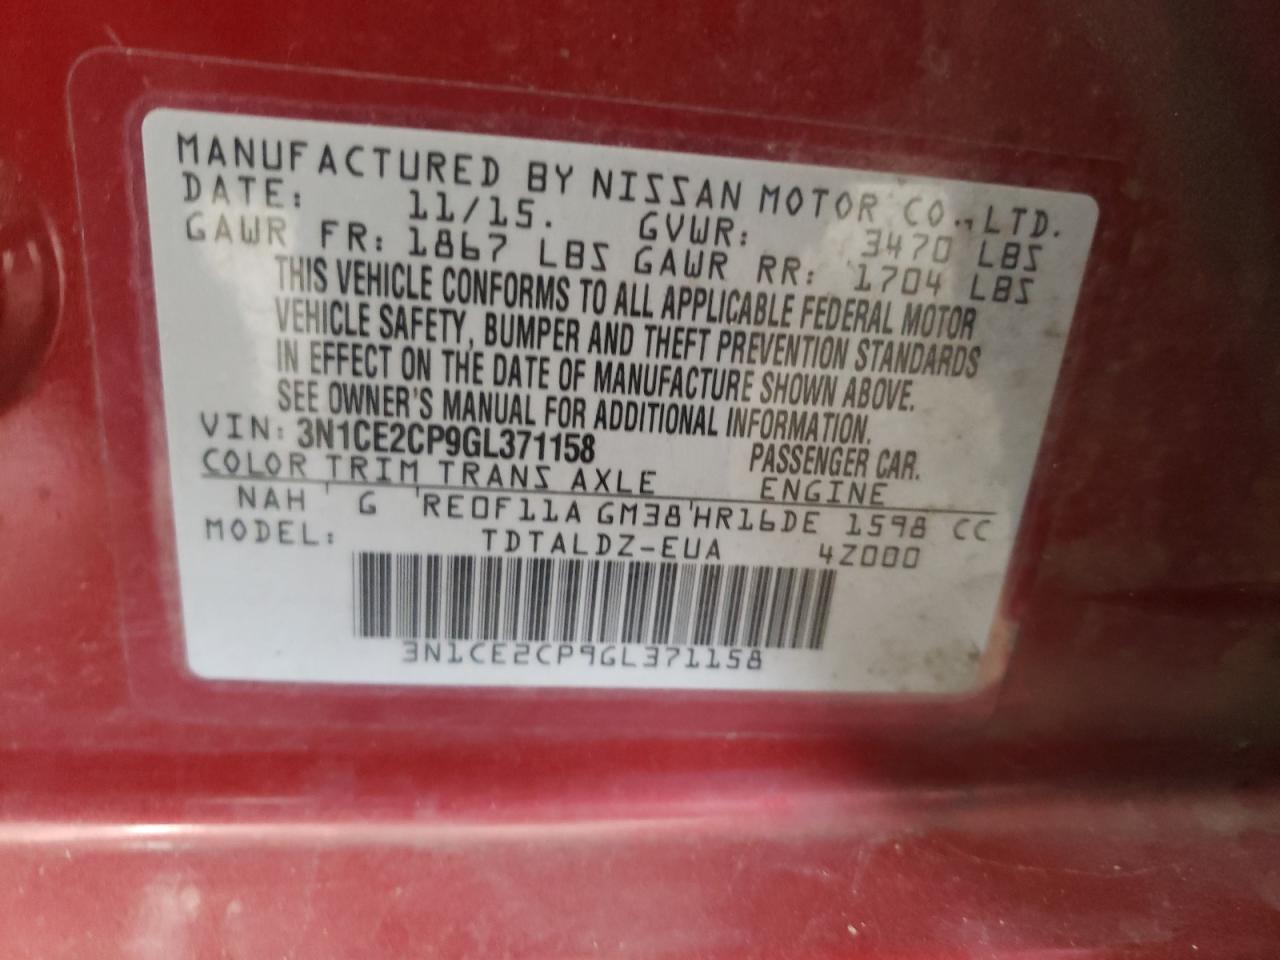 MANUFACTURED BY NISSAN MOTOR CO., LTD.
DATE: 11/15. GVWR: 3470 LBS
GAWR FR: 1867 LBS GAWR RR: 1704 LBS
THIS VEHICLE CONFORMS TO ALL APPLICABLE FEDERAL MOTOR
VEHICLE SAFETY, BUMPER AND THEFT PREVENTION STANDARDS
IN EFFECT ON THE DATE OF MANUFACTURE SHOWN ABOVE.
SEE OWNER'S MANUAL FOR ADDITIONAL INFORMATION.
VIN: 3N1CE2CP9GL371158 PASSENGER CAR.
COLOR TRIM TRANS AXLE ENGINE
NAH ' G 'RE0F11A GM38'HR16DE 1598 CC
MODEL: TDTALDZ-EUA 4Z000
3N1CE2CP9GL371158